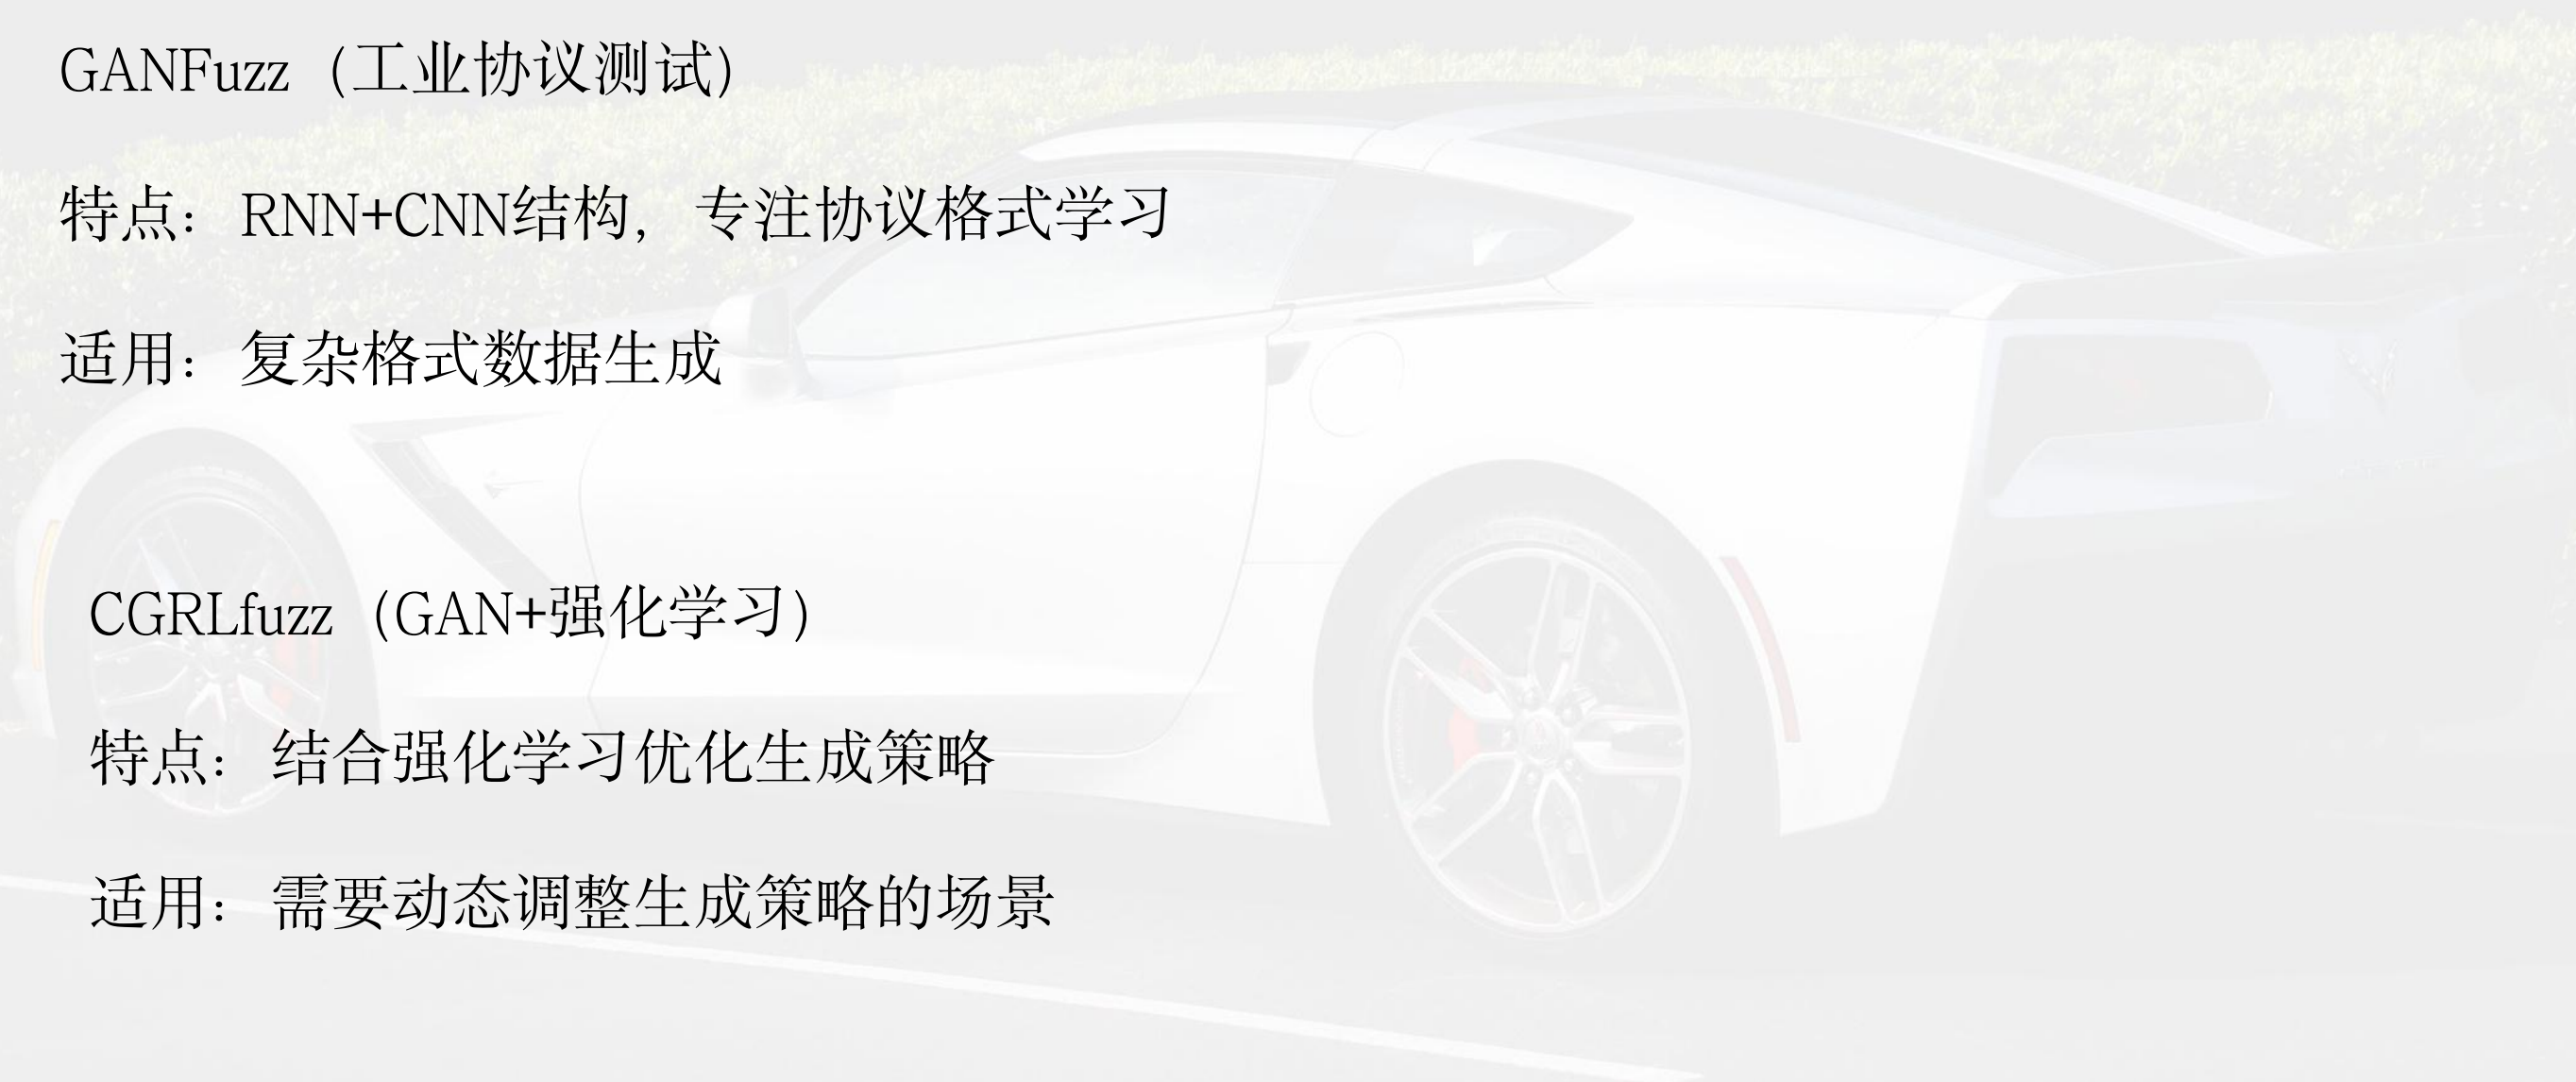 GANFuzz（工业协议测试）
特点： RNN+CNN结构， 专注协议格式学习
适用： 复杂格式数据生成
CGRLfuzz（GAN+强化学习）
特点： 结合强化学习优化生成策略
适用： 需要动态调整生成策略的场景